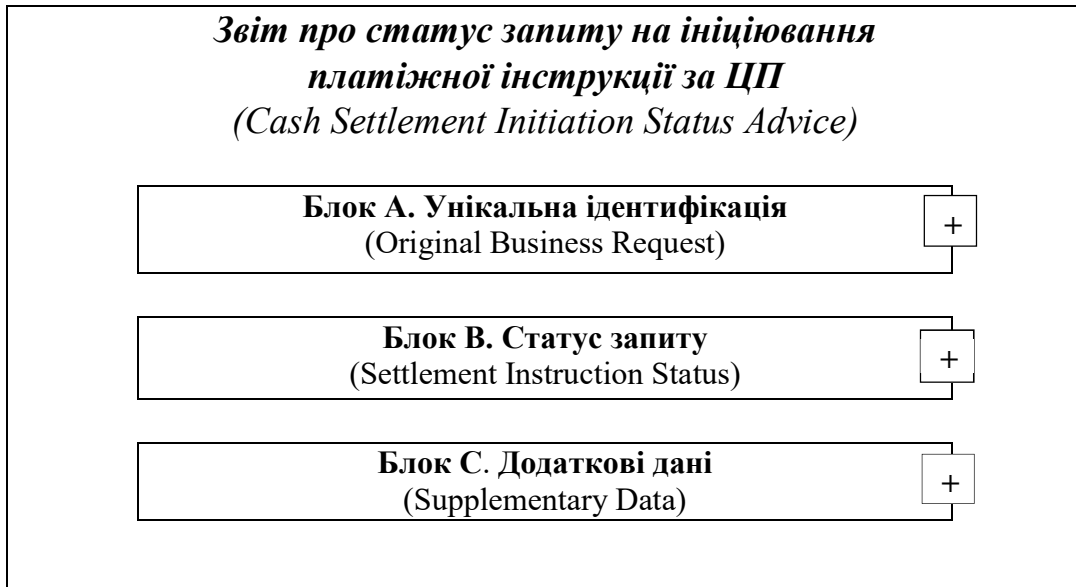 Звіт про статус запиту на ініціювання
платіжної інструкції за ЦП
(Cash Settlement Initiation Status Advice)
Блок А. Унікальна ідентифікація
(Original Business Request)
+
Блок В. Статус запиту
(Settlement Instruction Status)
+
Блок С. Додаткові дані
(Supplementary Data)
+